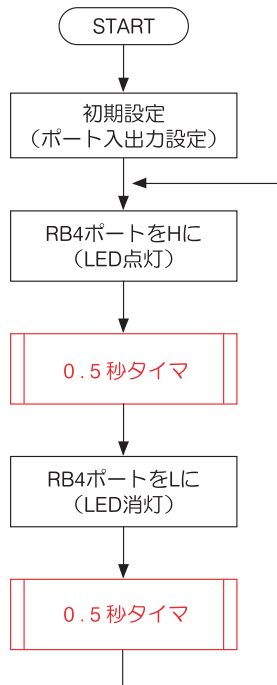 START
初期設定
（ポート入出力設定）
RB4ポートをHに
（LED点灯）
0.5秒タイマ
RB4ポートをLに
（LED消灯）
0.5秒タイマ